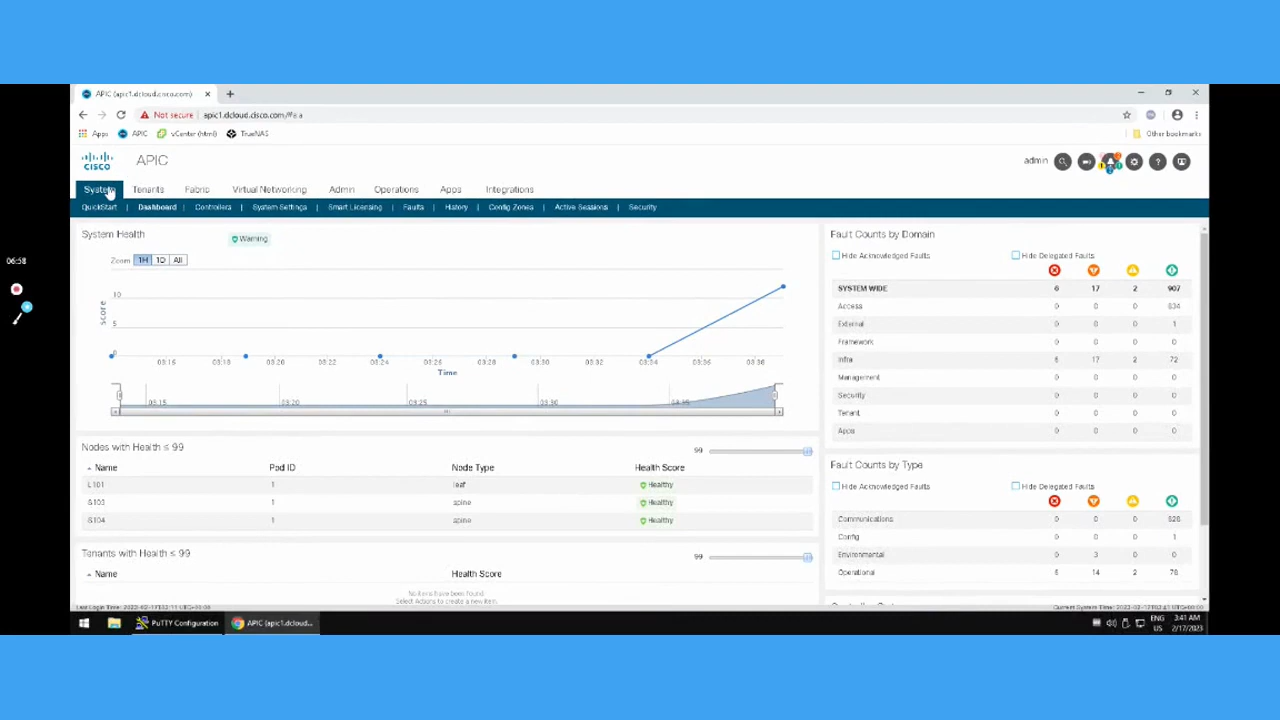 APIC (apic1.dcloud.cisco.com)
Not secure apic1.dcloud.cisco.com/#a:a
Apps APIC vCenter (html) TrueNAS Other bookmarks
CISCO APIC admin
System Tenants Fabric Virtual Networking Admin Operations Apps Integrations
QuickStart | Dashboard | Controllers | System Settings | Smart Licensing | Faults | History | Config Zones | Active Sessions | Security
System Health Warning
Zoom 1H 1D All
10
5
0
score
03:16 03:18 03:20 03:22 03:24 03:26 03:28 03:30 03:32 03:34 03:36 03:38
Time
03:15 03:20 03:25 03:30 03:35
Nodes with Health ≤ 99 99
Name Pod ID Node Type Health Score
L101 1 leaf Healthy
S103 1 spine Healthy
S104 1 spine Healthy
Tenants with Health ≤ 99 99
Name Health Score
No items have been found.
Select Actions to create a new item.
Fault Counts by Domain
Hide Acknowledged Faults Hide Delegated Faults
SYSTEM WIDE 6 17 2 907
Access 0 0 0 834
External 0 0 0 1
Framework 0 0 0 0
Infra 17 2 72
Management 0 0 0 0
Security 0 0 0 0
Tenant 0 0 0 0
Apps 0 0 0 0
Fault Counts by Type
Hide Acknowledged Faults Hide Delegated Faults
Communications 0 0 0 828
Config 0 0 0 1
Environmental 0 3 0 0
Operational 14 2 78
06:58
PuTTY Configuration APIC (apic1.dcloud...
ENG
US
3:41 AM
2/17/2023